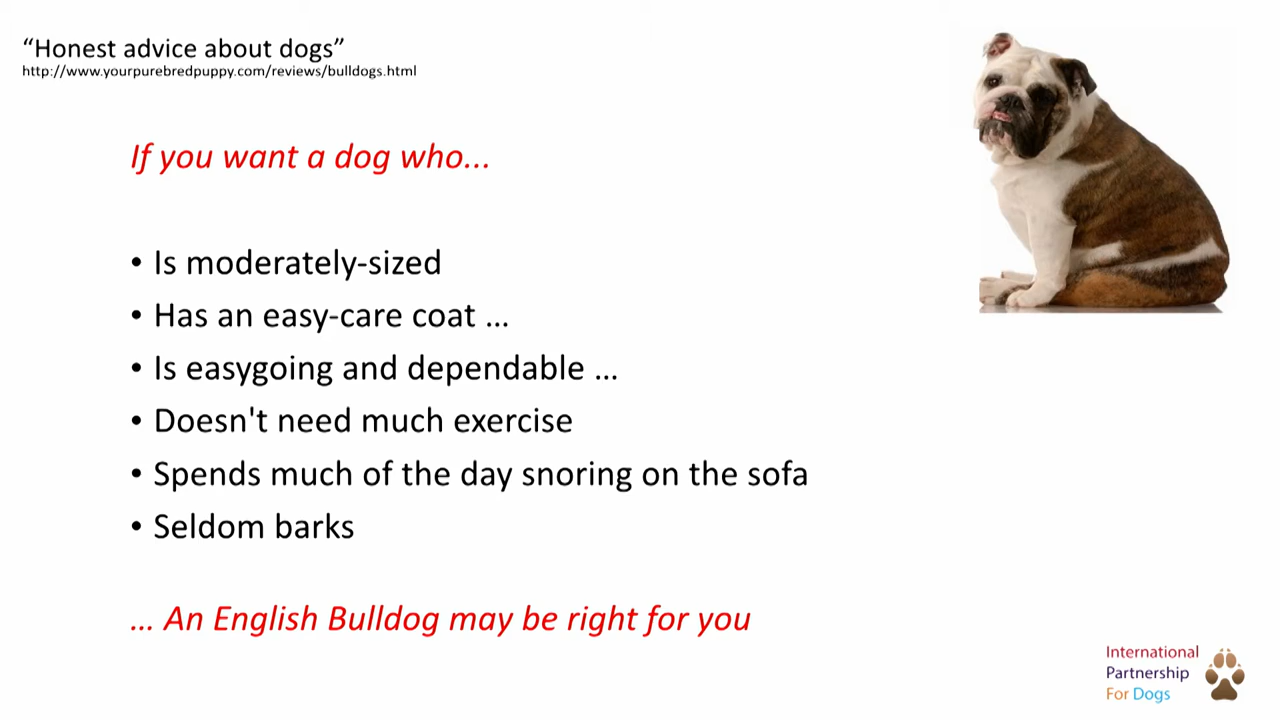 “Honest advice about dogs”
http://www.yourpurebredpuppy.com/reviews/bulldogs.html
If you want a dog who...
• Is moderately-sized
• Has an easy-care coat …
• Is easygoing and dependable …
• Doesn't need much exercise
• Spends much of the day snoring on the sofa
• Seldom barks
… An English Bulldog may be right for you
International
Partnership
For Dogs